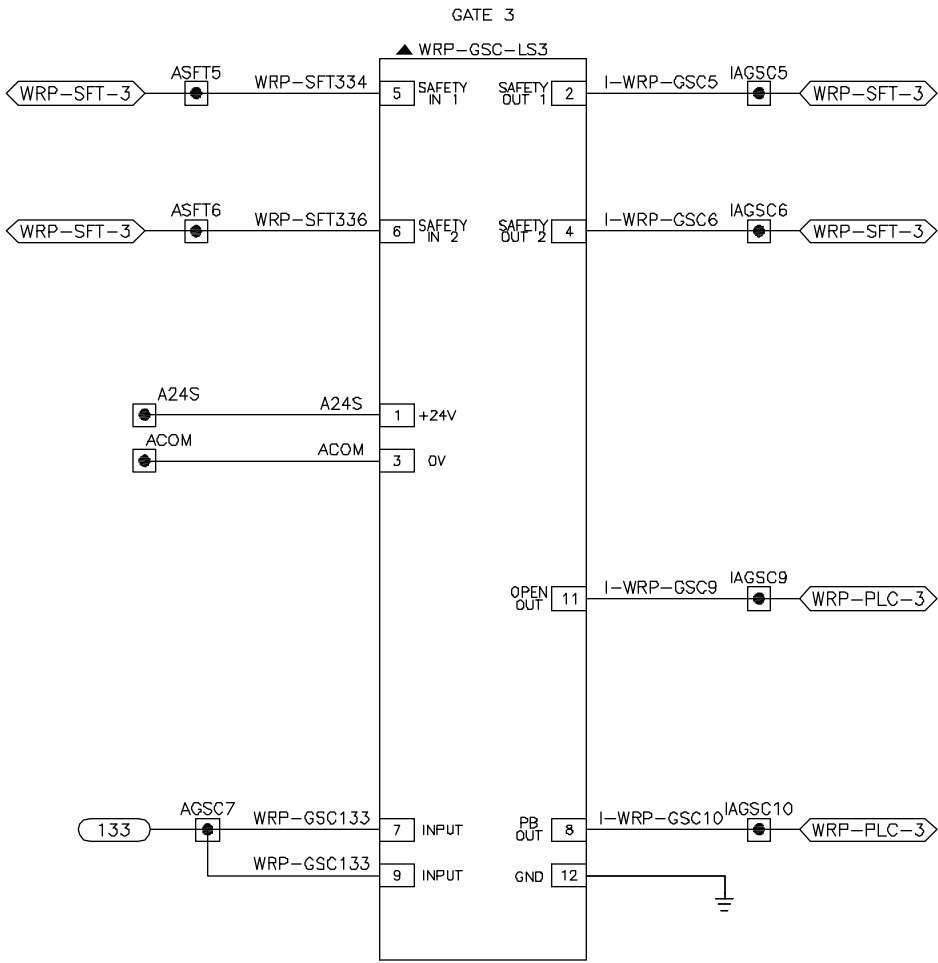 GATE 3
WRP-GSC-LS3
WRP-SFT-3
ASFT5
WRP-SFT334
5
SAFETY
IN 1
SAFETY
OUT 1
2
I-WRP-GSC5
IAGSC5
WRP-SFT-3
WRP-SFT-3
ASFT6
WRP-SFT336
6
SAFETY
IN 2
SAFETY
OUT 2
4
I-WRP-GSC6
IAGSC6
WRP-SFT-3
A24S
A24S
1
+24V
ACOM
ACOM
3
0V
OPEN
OUT
11
I-WRP-GSC9
IAGSC9
WRP-PLC-3
133
AGSC7
WRP-GSC133
7
INPUT
PB
OUT
8
I-WRP-GSC10
IAGSC10
WRP-PLC-3
WRP-GSC133
9
INPUT
GND
12